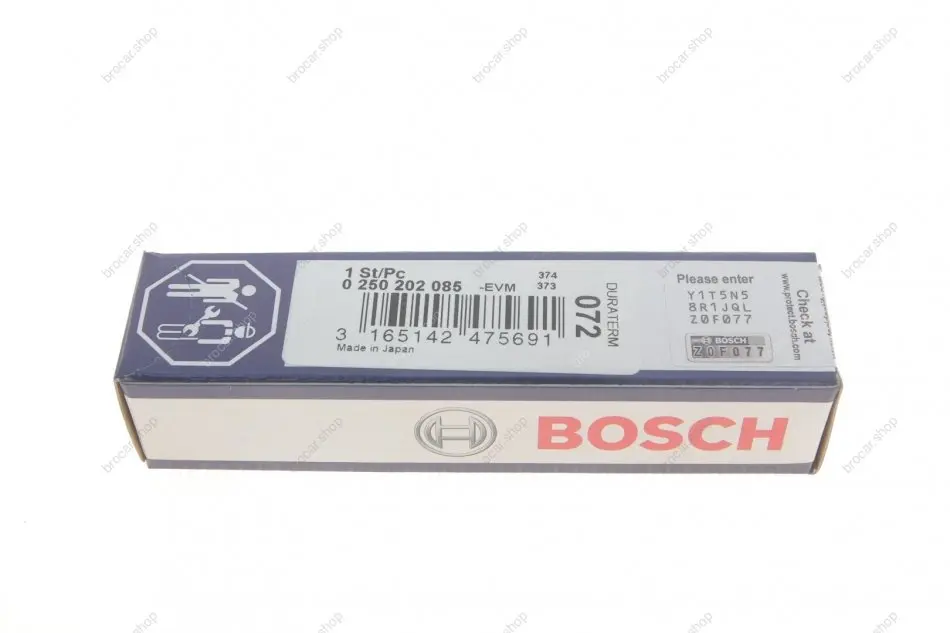 1 St/Pc
0 250 202 085 -EVM
374
373
3 165142 475691
Made in Japan
072
DURATERM
Please enter
Y1T5N5
8R1JQL
Z0F077
BOSCH
Z0F077
Check at
www.protect.bosch.com
BOSCH
brocar.shop